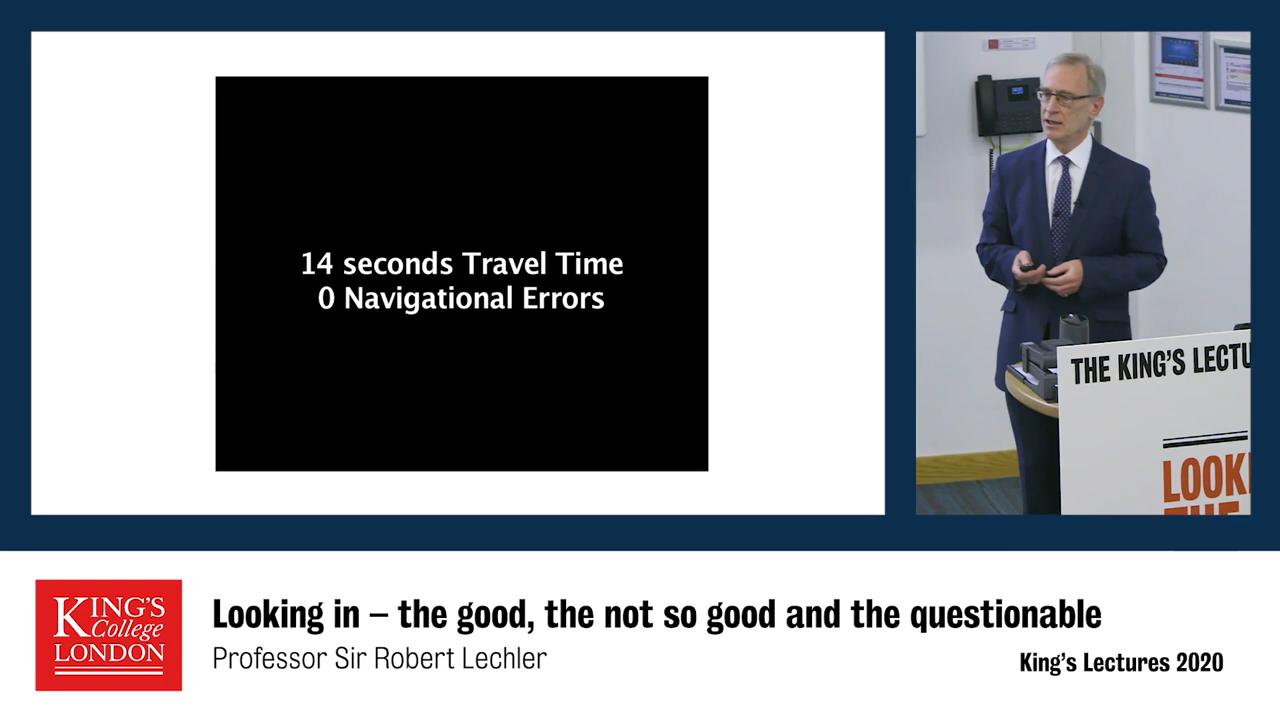 14 seconds Travel Time
0 Navigational Errors
THE KING'S LECTU
LOOK
KING'S
College
LONDON
Looking in – the good, the not so good and the questionable
Professor Sir Robert Lechler
King's Lectures 2020